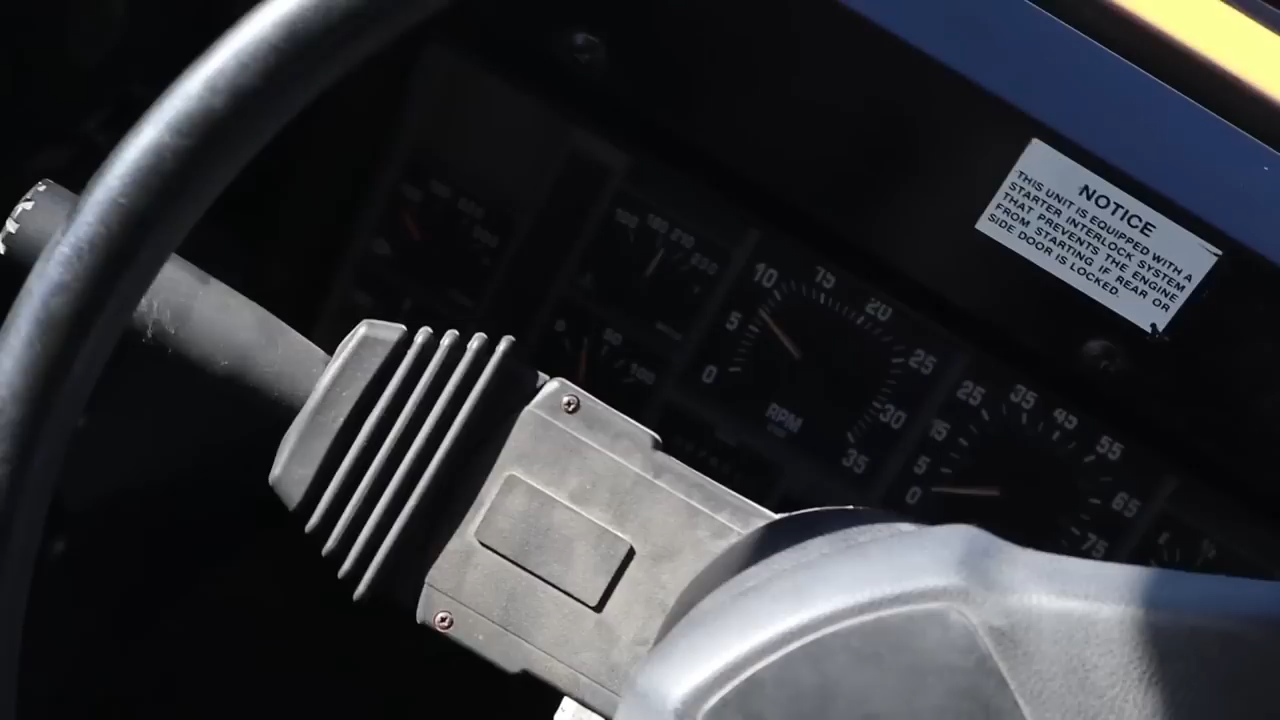 NOTICE
THIS UNIT IS EQUIPPED WITH A
STARTER INTERLOCK SYSTEM
THAT PREVENTS THE ENGINE
FROM STARTING IF REAR OR
SIDE DOOR IS LOCKED.
0 5 10 15 20 25 30 35
RPM
0 5 15 25 35 45 55 65 75